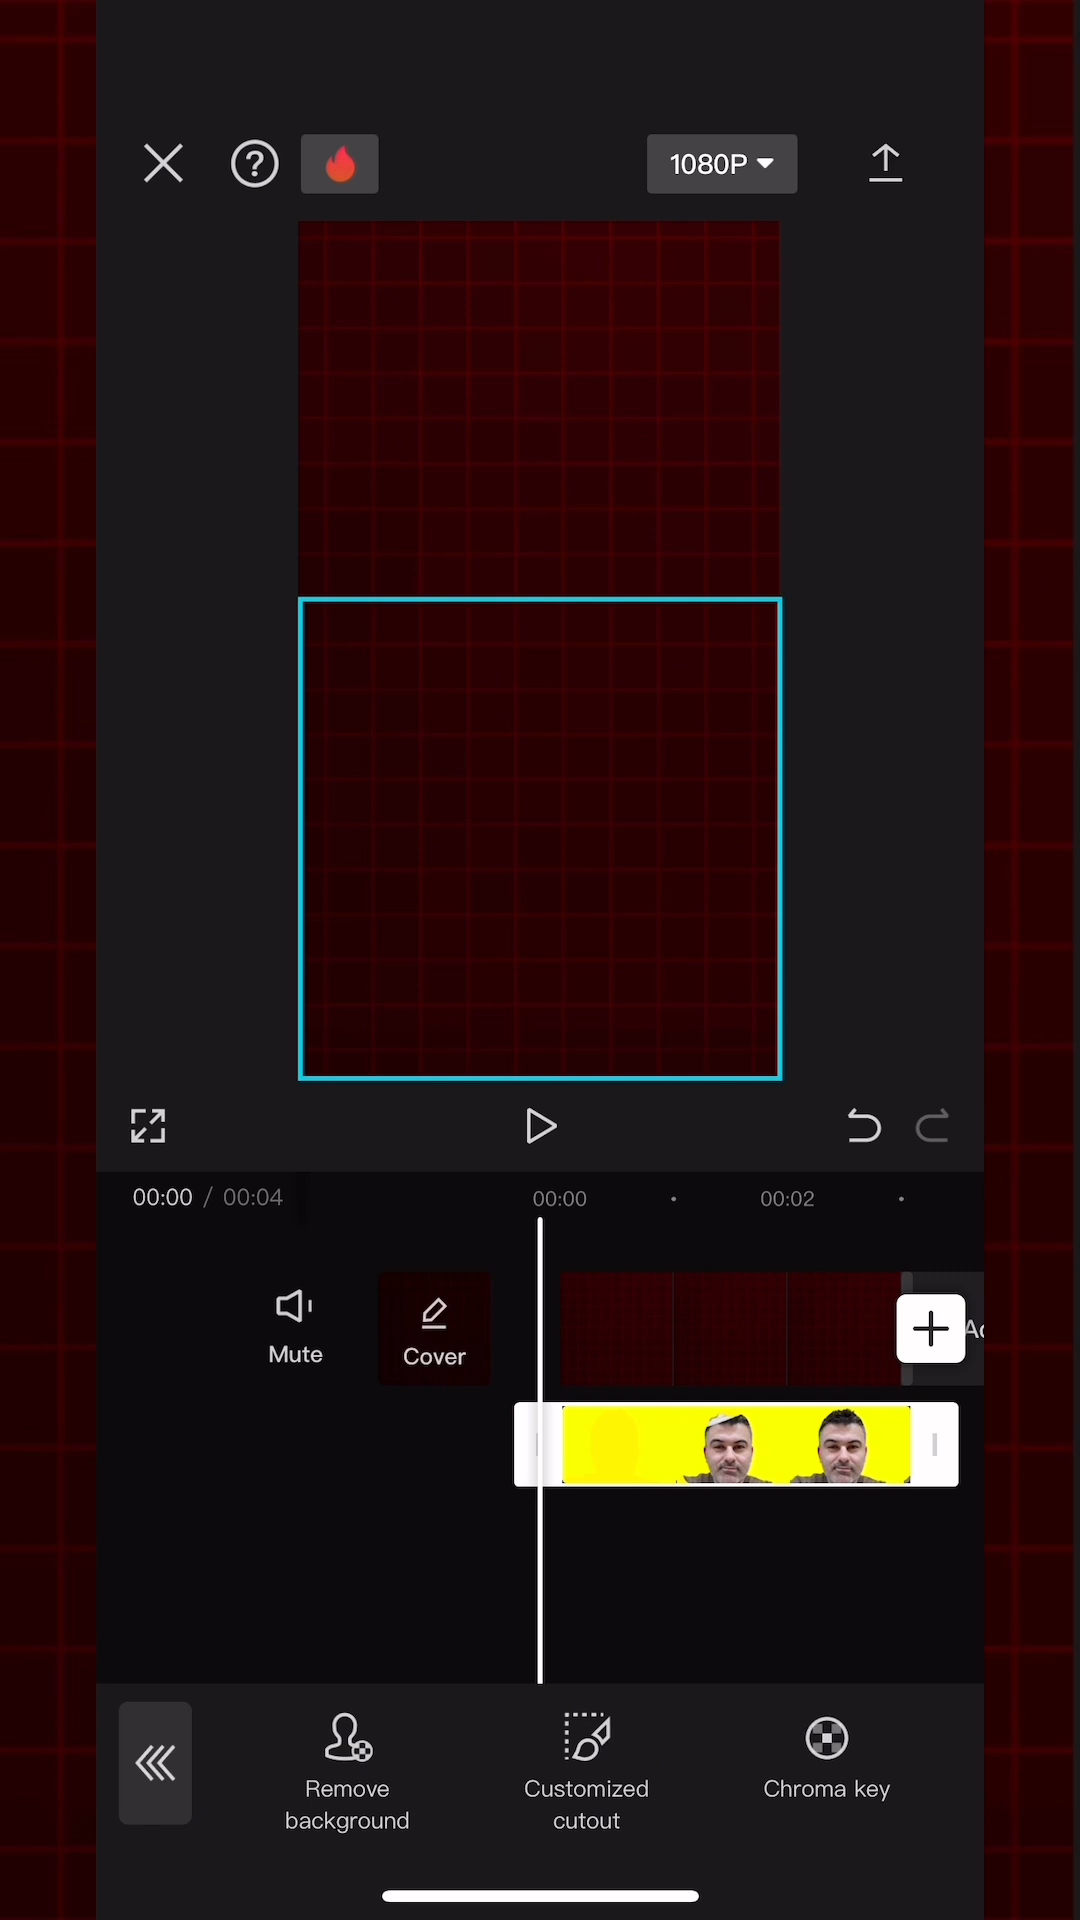 1080P
00:00 / 00:04
00:00
00:02
Mute
Cover
Remove
background
Customized
cutout
Chroma key